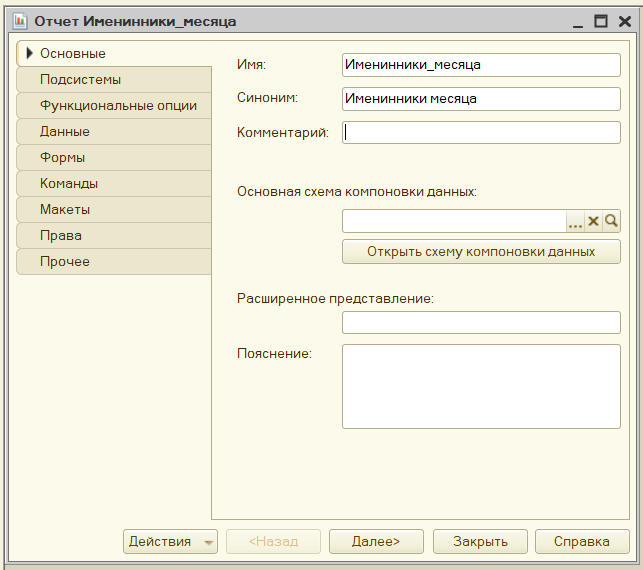 Отчет Именинники_месяца
Основные
Подсистемы
Функциональные опции
Данные
Формы
Команды
Макеты
Права
Прочее
Имя: Именинники_месяца
Синоним: Именинники месяца
Комментарий:
Основная схема компоновки данных:
...
Открыть схему компоновки данных
Расширенное представление:
Пояснение:
Действия <Назад Далее> Закрыть Справка